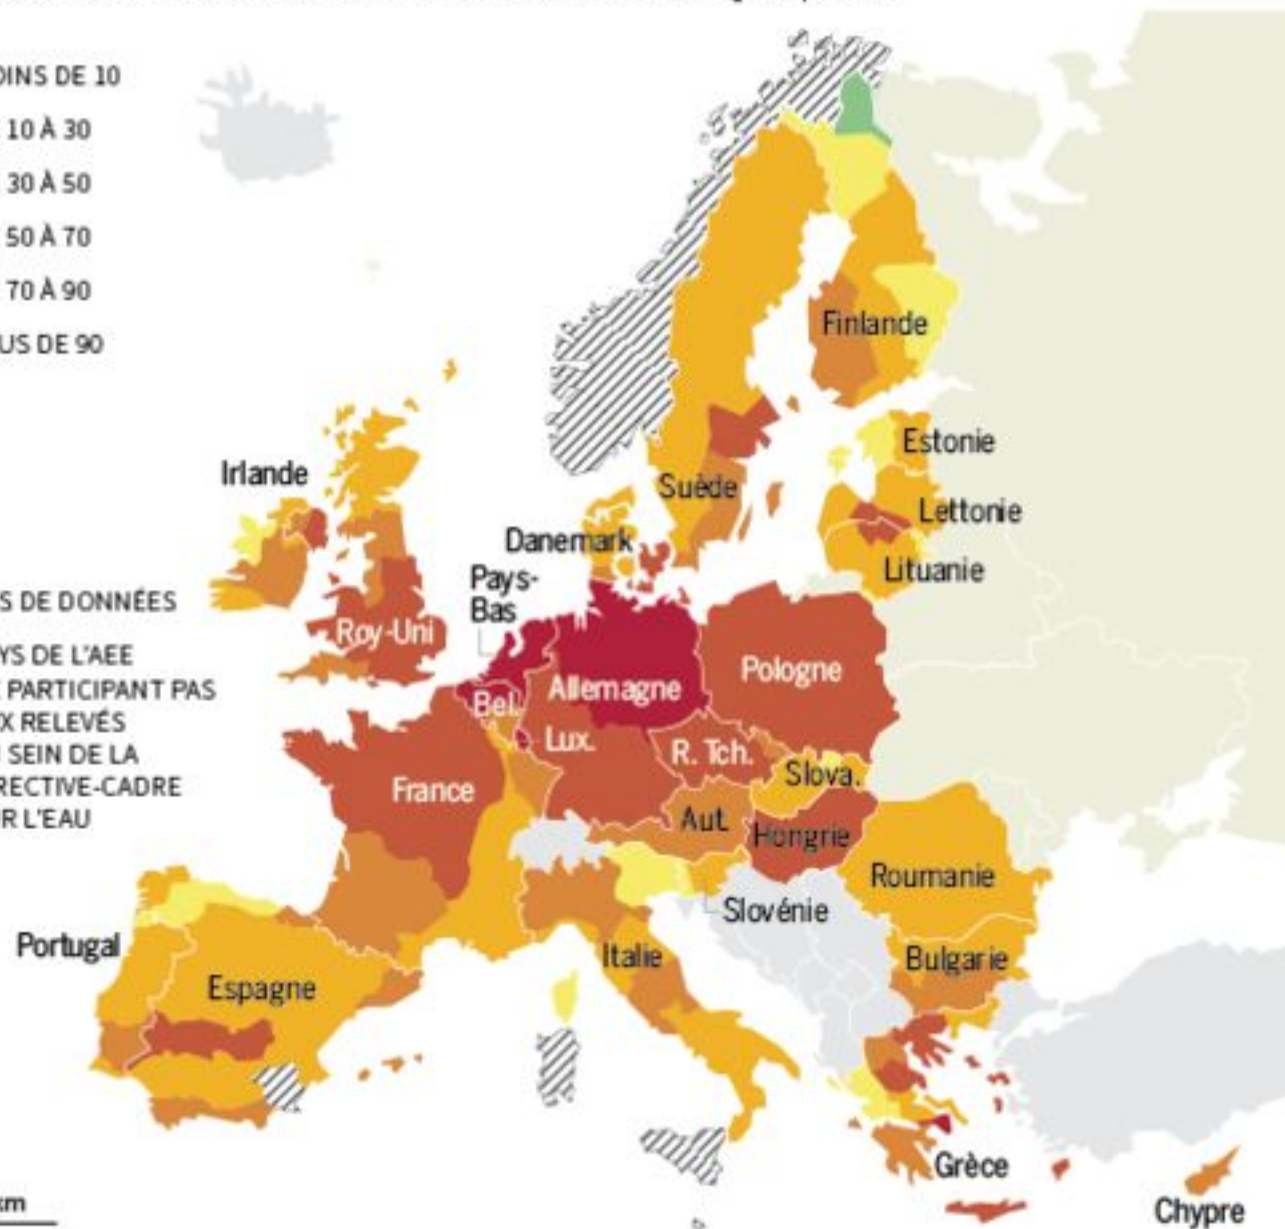 OINS DE 10
10 À 30
30 À 50
50 À 70
70 À 90
US DE 90
S DE DONNÉES
YS DE L'AEE
E PARTICIPANT PAS
X RELEVÉS
U SEIN DE LA
RECTIVE-CADRE
R L'EAU
km
Finlande
Estonie
Irlande
Suède
Lettonie
Danemark
Lituanie
Pays-
Bas
Roy-Uni
Allemagne
Pologne
Bel.
Lux.
R. Tch.
Slova.
France
Aut.
Hongrie
Roumanie
Slovénie
Portugal
Italie
Bulgarie
Espagne
Grèce
Chypre